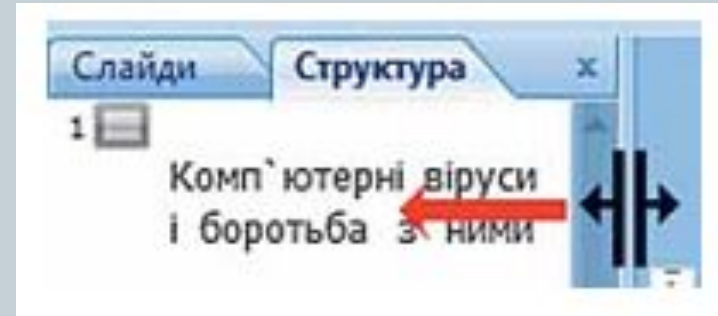 Слайди Структура x
1
Комп`ютерні віруси
і боротьба з ними